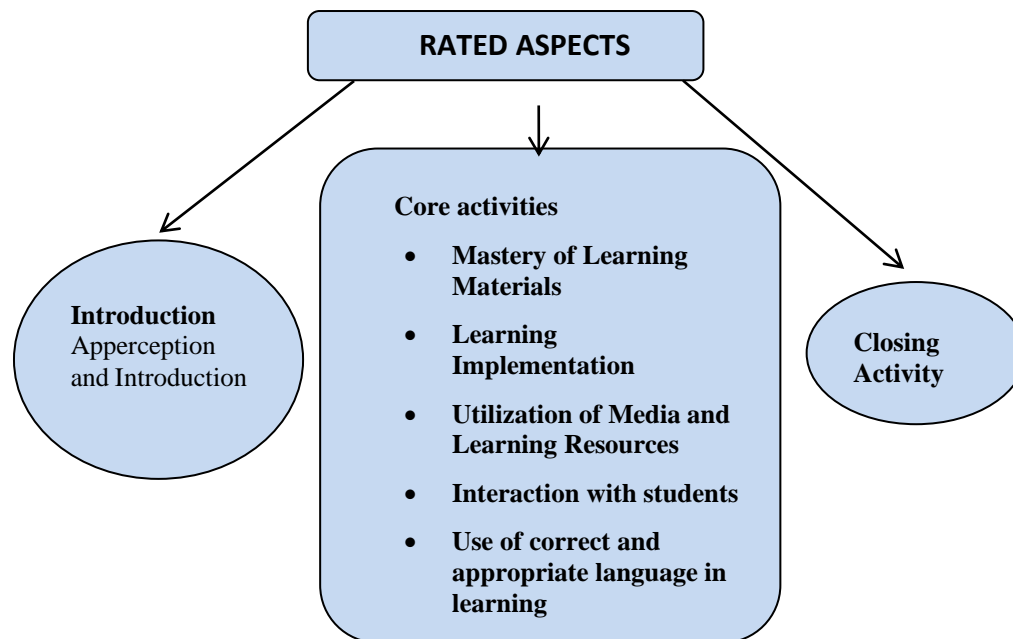 RATED ASPECTS
Introduction
Apperception
and Introduction
Core activities
• Mastery of Learning
Materials
• Learning
Implementation
• Utilization of Media and
Learning Resources
• Interaction with students
• Use of correct and
appropriate language in
learning
Closing
Activity